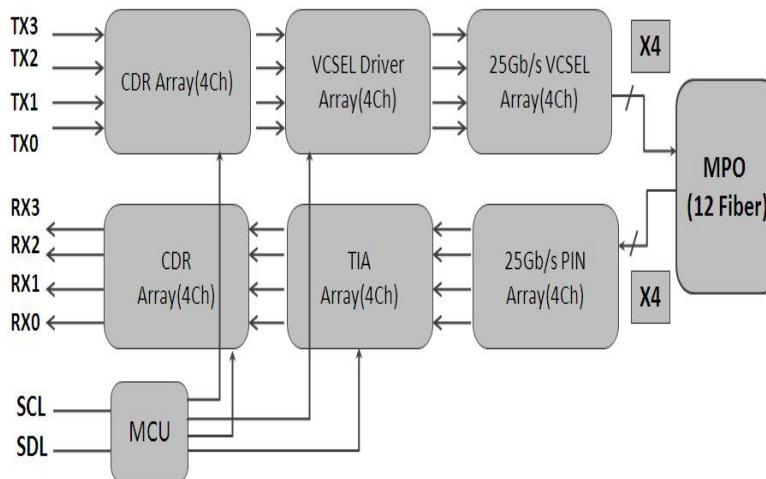 TX3
TX2
TX1
TX0
CDR Array(4Ch)
VCSEL Driver
Array(4Ch)
25Gb/s VCSEL
Array(4Ch)
X4
MPO
(12 Fiber)
RX3
RX2
RX1
RX0
CDR
Array(4Ch)
TIA
Array(4Ch)
25Gb/s PIN
Array(4Ch)
X4
SCL
SDL
MCU